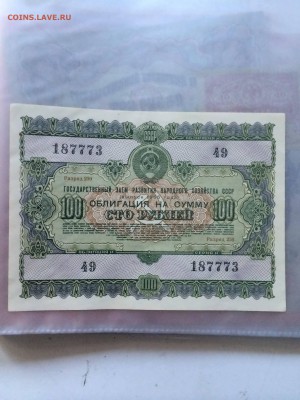 COINS.LAVE.RU
187773
49
ГОСУДАРСТВЕННЫЙ ЗАЕМ РАЗВИТИЯ НАРОДНОГО ХОЗЯЙСТВА СССР
100
ОБЛИГАЦИЯ НА СУММУ
СТО РУБЛЕЙ
100
49
187773
100